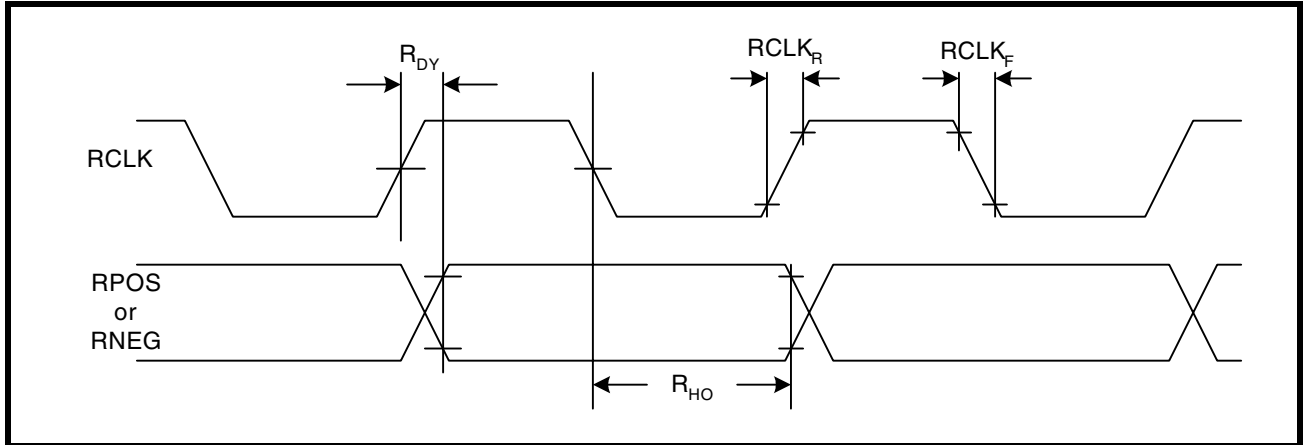 R_DY
RCLK_R
RCLK_F
RCLK
RPOS
or
RNEG
R_HO